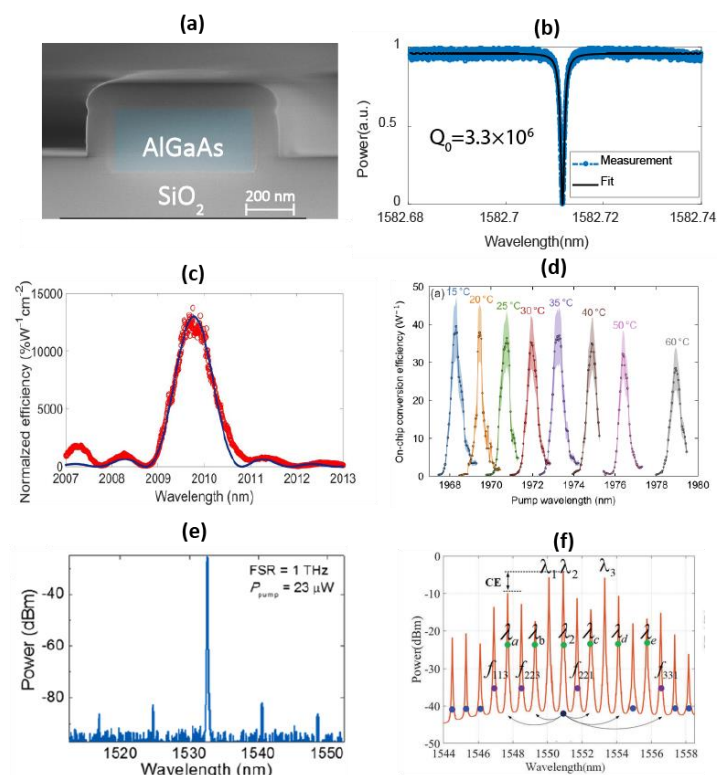 (a)
AlGaAs
SiO2
200 nm
(b)
1
0.5
0
Power(a.u.)
Q0=3.3×10^6
Measurement
Fit
1582.68 1582.7 1582.72 1582.74
Wavelength(nm)
(c)
15000
10000
5000
0
Normalized efficiency (%W⁻¹cm⁻²)
2007 2008 2009 2010 2011 2012 2013
Wavelength (nm)
(d)
(a)
15 °C
20 °C
25 °C
30 °C
35 °C
40 °C
50 °C
60 °C
50
40
30
20
10
0
On-chip conversion efficiency (W⁻¹)
1968 1970 1972 1974 1976 1978 1980
Pump wavelength (nm)
(e)
FSR = 1 THz
Ppump = 23 µW
-40
-60
-80
Power (dBm)
1520 1530 1540 1550
Wavelength (nm)
(f)
10
0
-10
-20
-30
-40
-50
Power(dBm)
CE
λ1 λ2 λ3
λa λb λ2 λc λd λe
f113 f223 f221 f331
1544 1546 1548 1550 1552 1554 1556 1558
Wavelength(nm)